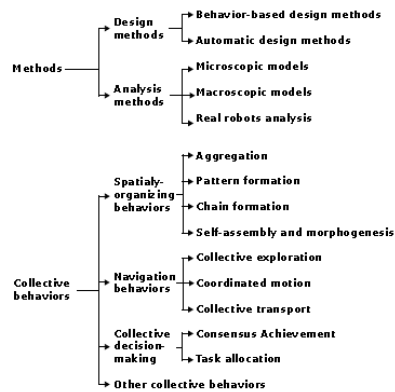 Behavior-based design methods
Design
methods
Automatic design methods
Methods
Microscopic models
Analysis
methods
Macroscopic models
Real robots analysis
Aggregation
Spatialy-
organizing
behaviors
Pattern formation
Chain formation
Self-assembly and morphogenesis
Collective
behaviors
Navigation
behaviors
Collective exploration
Coordinated motion
Collective transport
Collective
decision-
making
Consensus Achievement
Task allocation
Other collective behaviors